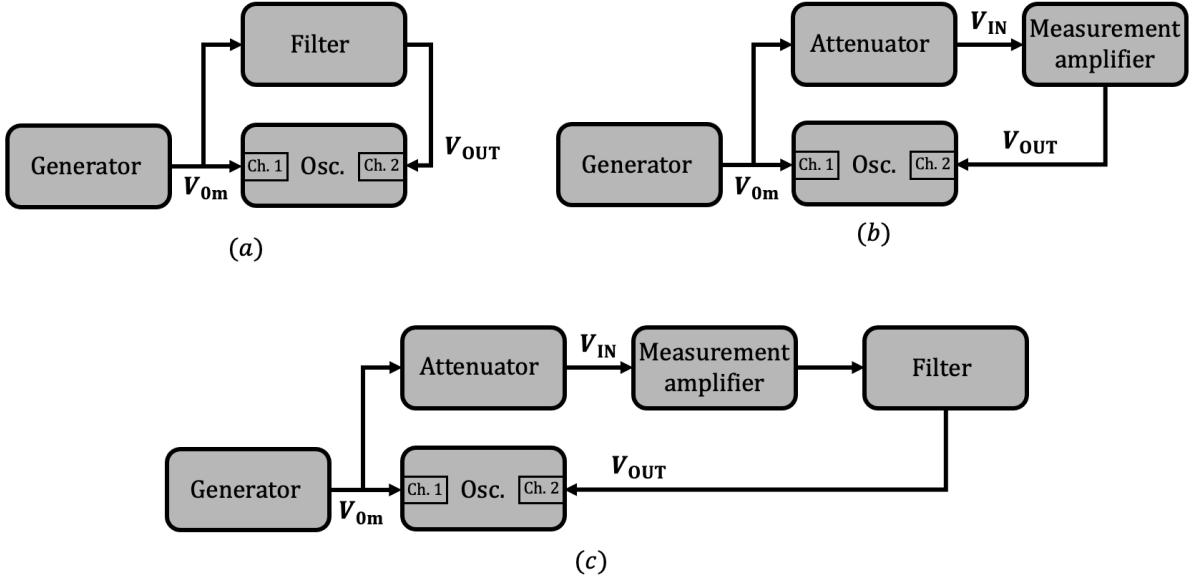 Filter
Generator
Ch. 1 Osc. Ch. 2
V0m
VOUT
(a)
Attenuator
VIN
Measurement
amplifier
Generator
Ch. 1 Osc. Ch. 2
V0m
VOUT
(b)
Attenuator
VIN
Measurement
amplifier
Filter
Generator
Ch. 1 Osc. Ch. 2
V0m
VOUT
(c)